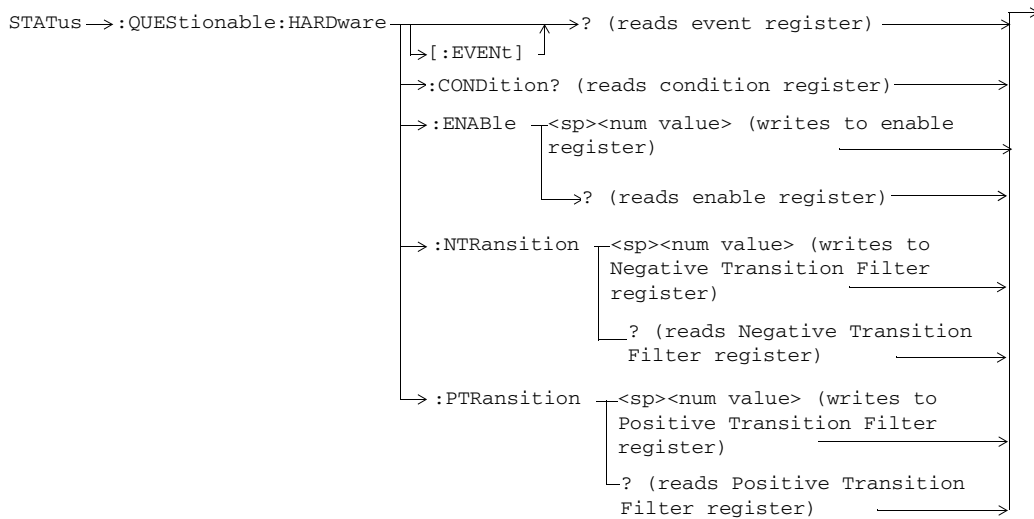 STATus :QUEStionable:HARDware ? (reads event register)
[:EVENt]
:CONDition? (reads condition register)
:ENABle <sp><num value> (writes to enable
register)
? (reads enable register)
:NTRansition <sp><num value> (writes to
Negative Transition Filter
register)
? (reads Negative Transition
Filter register)
:PTRansition <sp><num value> (writes to
Positive Transition Filter
register)
? (reads Positive Transition
Filter register)